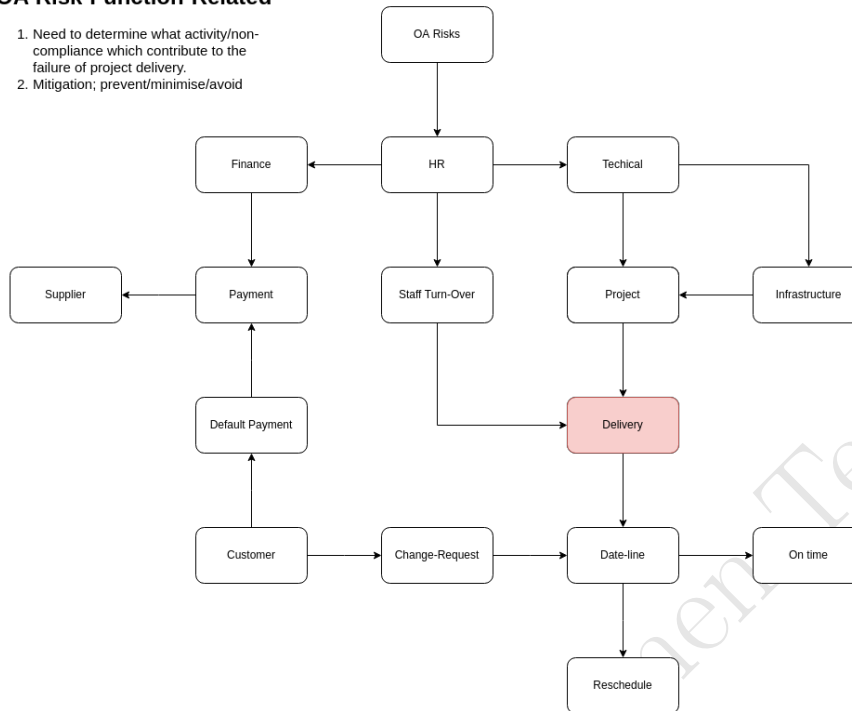 OA Risk Function Related
1. Need to determine what activity/non-
compliance which contribute to the
failure of project delivery.
2. Mitigation; prevent/minimise/avoid
OA Risks
Finance
HR
Techical
Supplier
Payment
Staff Turn-Over
Project
Infrastructure
Default Payment
Delivery
Customer
Change-Request
Date-line
On time
Reschedule